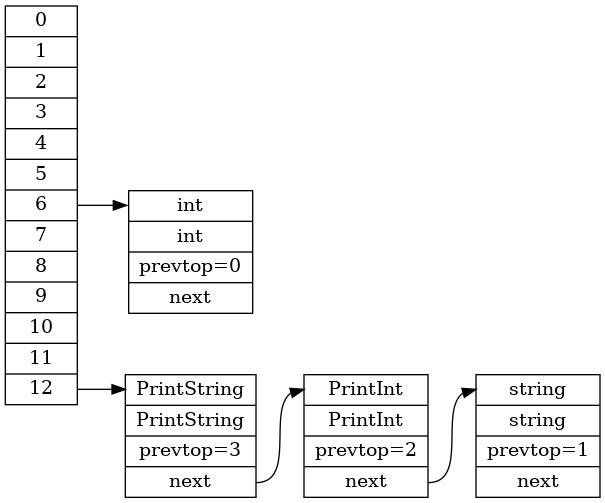 0
1
2
3
4
5
6
7
8
9
10
11
12
int
int
prevtop=0
next
PrintString
PrintString
prevtop=3
next
PrintInt
PrintInt
prevtop=2
next
string
string
prevtop=1
next